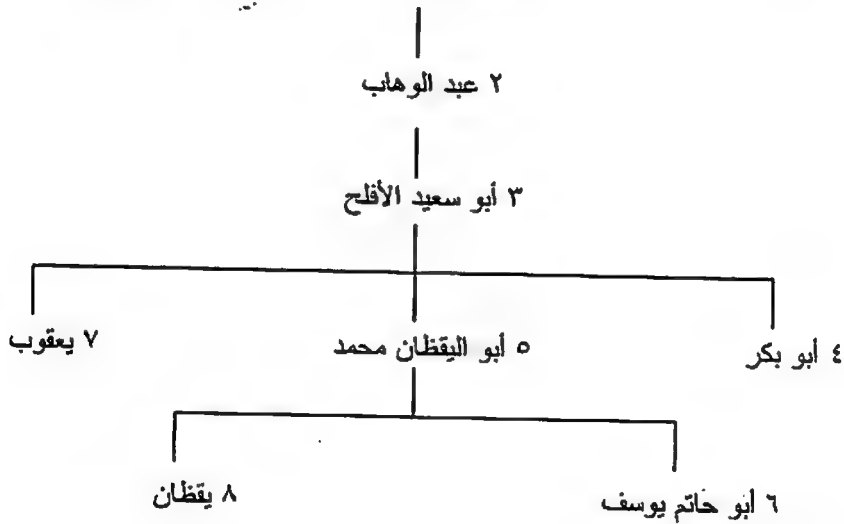 ٢ عبد الوهاب
٣ أبو سعيد الأفلح
٤ أبو بكر
٥ أبو اليقظان محمد
٧ يعقوب
٦ أبو حاتم يوسف
٨ يقظان